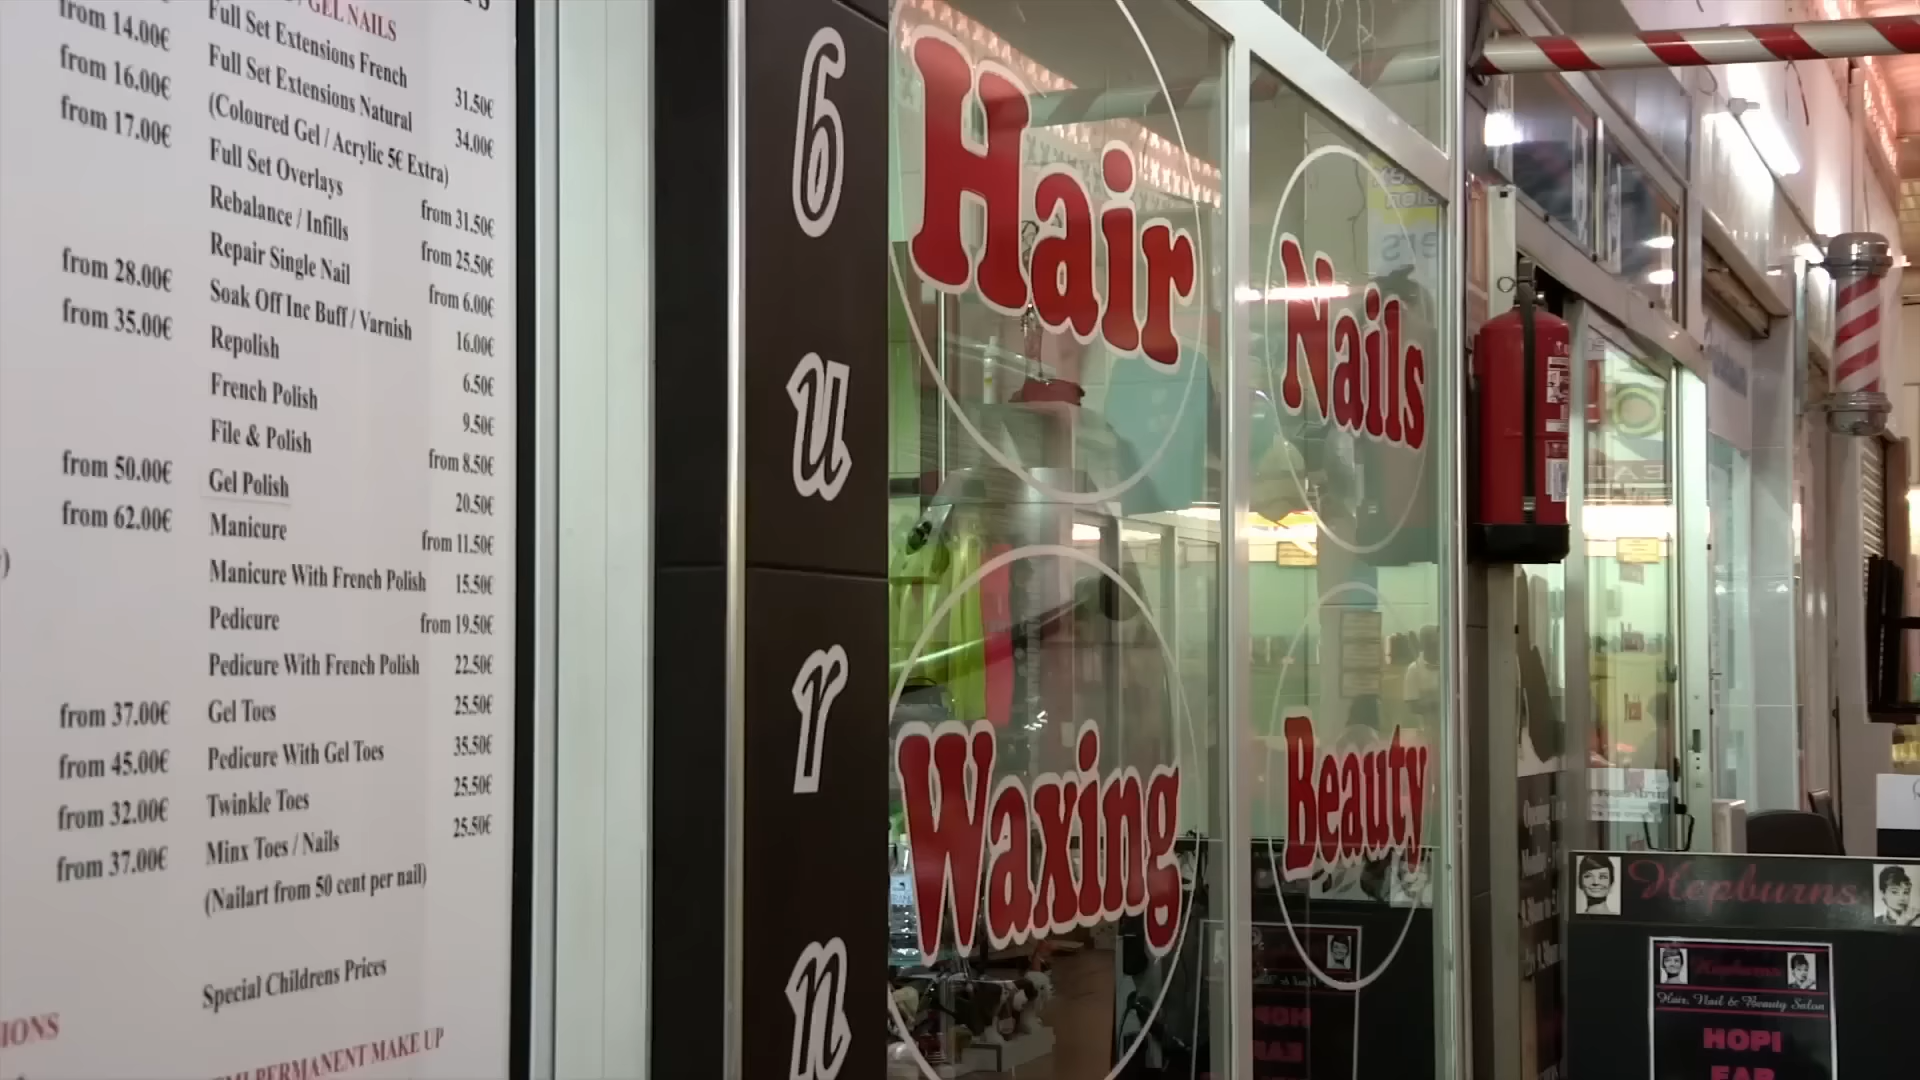 from 14.00€
from 16.00€
from 17.00€
from 28.00€
from 35.00€
from 50.00€
from 62.00€
from 37.00€
from 45.00€
from 32.00€
from 37.00€
IONS
GEL NAILS
Full Set Extensions French 31.50€
Full Set Extensions Natural 34.00€
(Coloured Gel / Acrylic 5€ Extra)
Full Set Overlays from 31.50€
Rebalance / Infills from 25.50€
Repair Single Nail from 6.00€
Soak Off Inc Buff / Varnish 16.00€
Repolish 6.50€
French Polish 9.50€
File & Polish from 8.50€
Gel Polish 20.50€
Manicure from 11.50€
Manicure With French Polish 15.50€
Pedicure from 19.50€
Pedicure With French Polish 22.50€
Gel Toes 25.50€
Pedicure With Gel Toes 35.50€
Twinkle Toes 25.50€
Minx Toes / Nails 25.50€
(Nailart from 50 cent per nail)
Special Childrens Prices
PERMANENT MAKE UP
b
u
r
n
Hair
Nails
Waxing
Beauty
Hepburns
Hepburns
Hair, Nail & Beauty Salon
HOPI
EAR